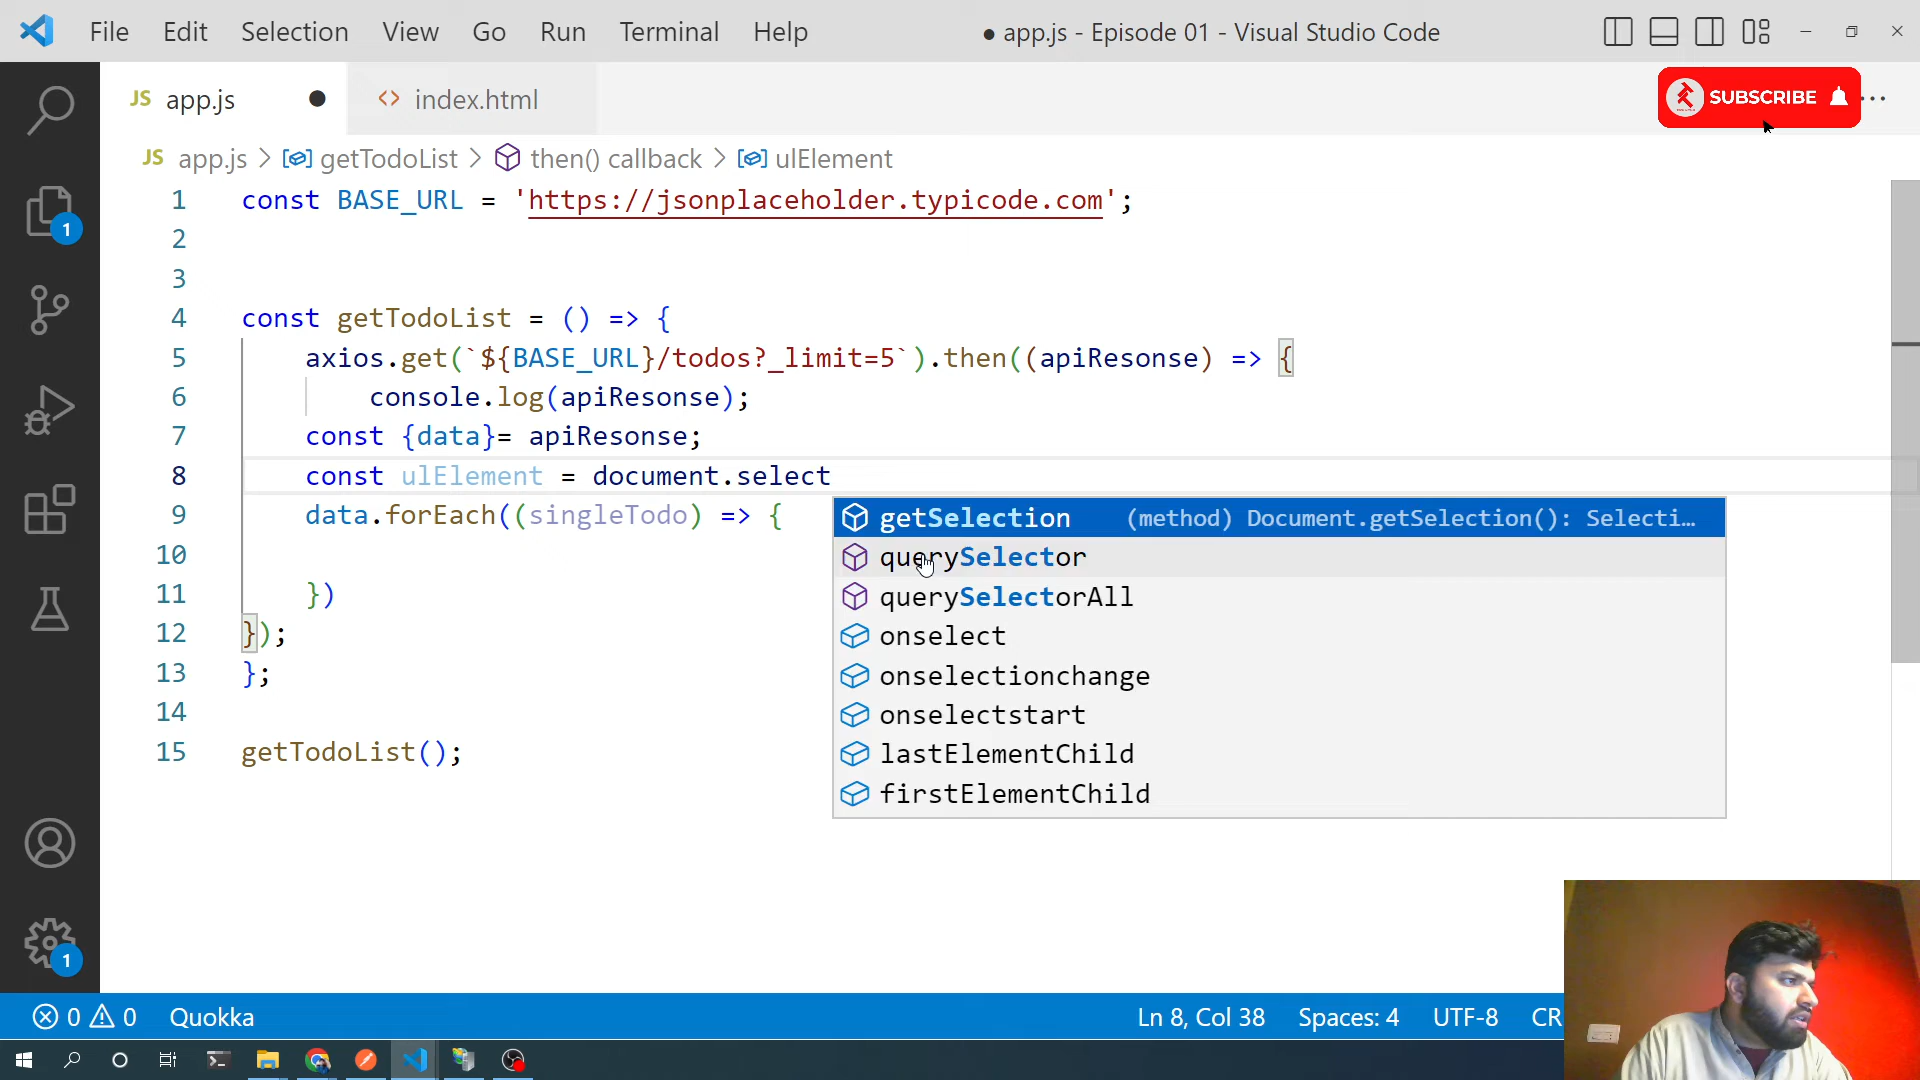 File Edit Selection View Go Run Terminal Help
● app.js - Episode 01 - Visual Studio Code
JS app.js ● <> index.html
SUBSCRIBE ...
JS app.js > getTodoList > then() callback > ulElement
1 const BASE_URL = 'https://jsonplaceholder.typicode.com';
2
3
4 const getTodoList = () => {
5 axios.get(`${BASE_URL}/todos?_limit=5`).then((apiResonse) => {
6 console.log(apiResonse);
7 const {data}= apiResonse;
8 const ulElement = document.select
9 data.forEach((singleTodo) => {
10
11 })
12 });
13 };
14
15 getTodoList();
getSelection (method) Document.getSelection(): Selecti...
querySelector
querySelectorAll
onselect
onselectionchange
onselectstart
lastElementChild
firstElementChild
1
1
0 0 Quokka Ln 8, Col 38 Spaces: 4 UTF-8 CR